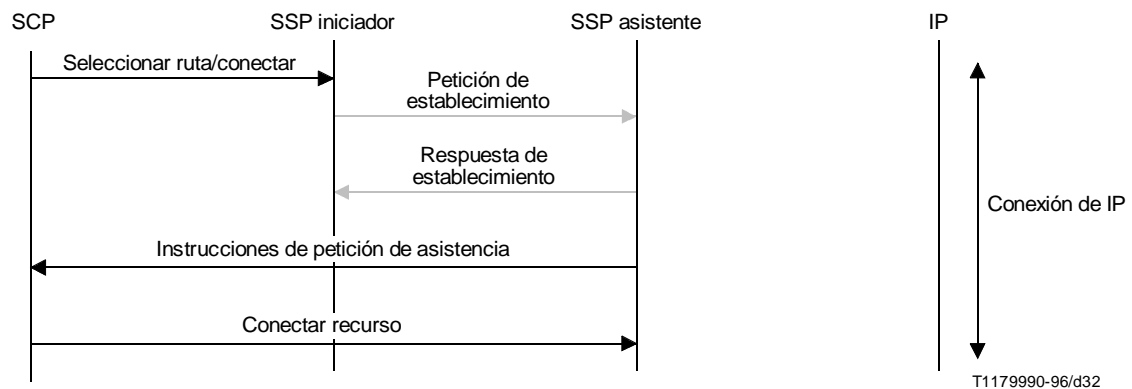 SCP
SSP iniciador
SSP asistente
IP
Seleccionar ruta/conectar
Petición de
establecimiento
Respuesta de
establecimiento
Conexión de IP
Instrucciones de petición de asistencia
Conectar recurso
T1179990-96/d32